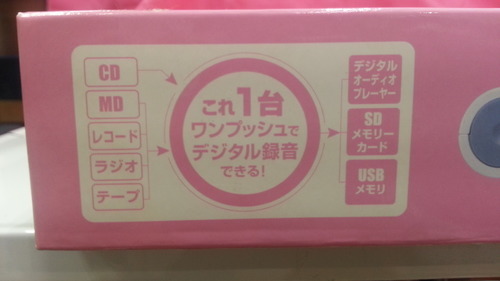 CD
MD
レコード
ラジオ
テープ
これ1台
ワンプッシュで
デジタル録音
できる!
デジタル
オーディオ
プレーヤー
SD
メモリー
カード
USB
メモリ